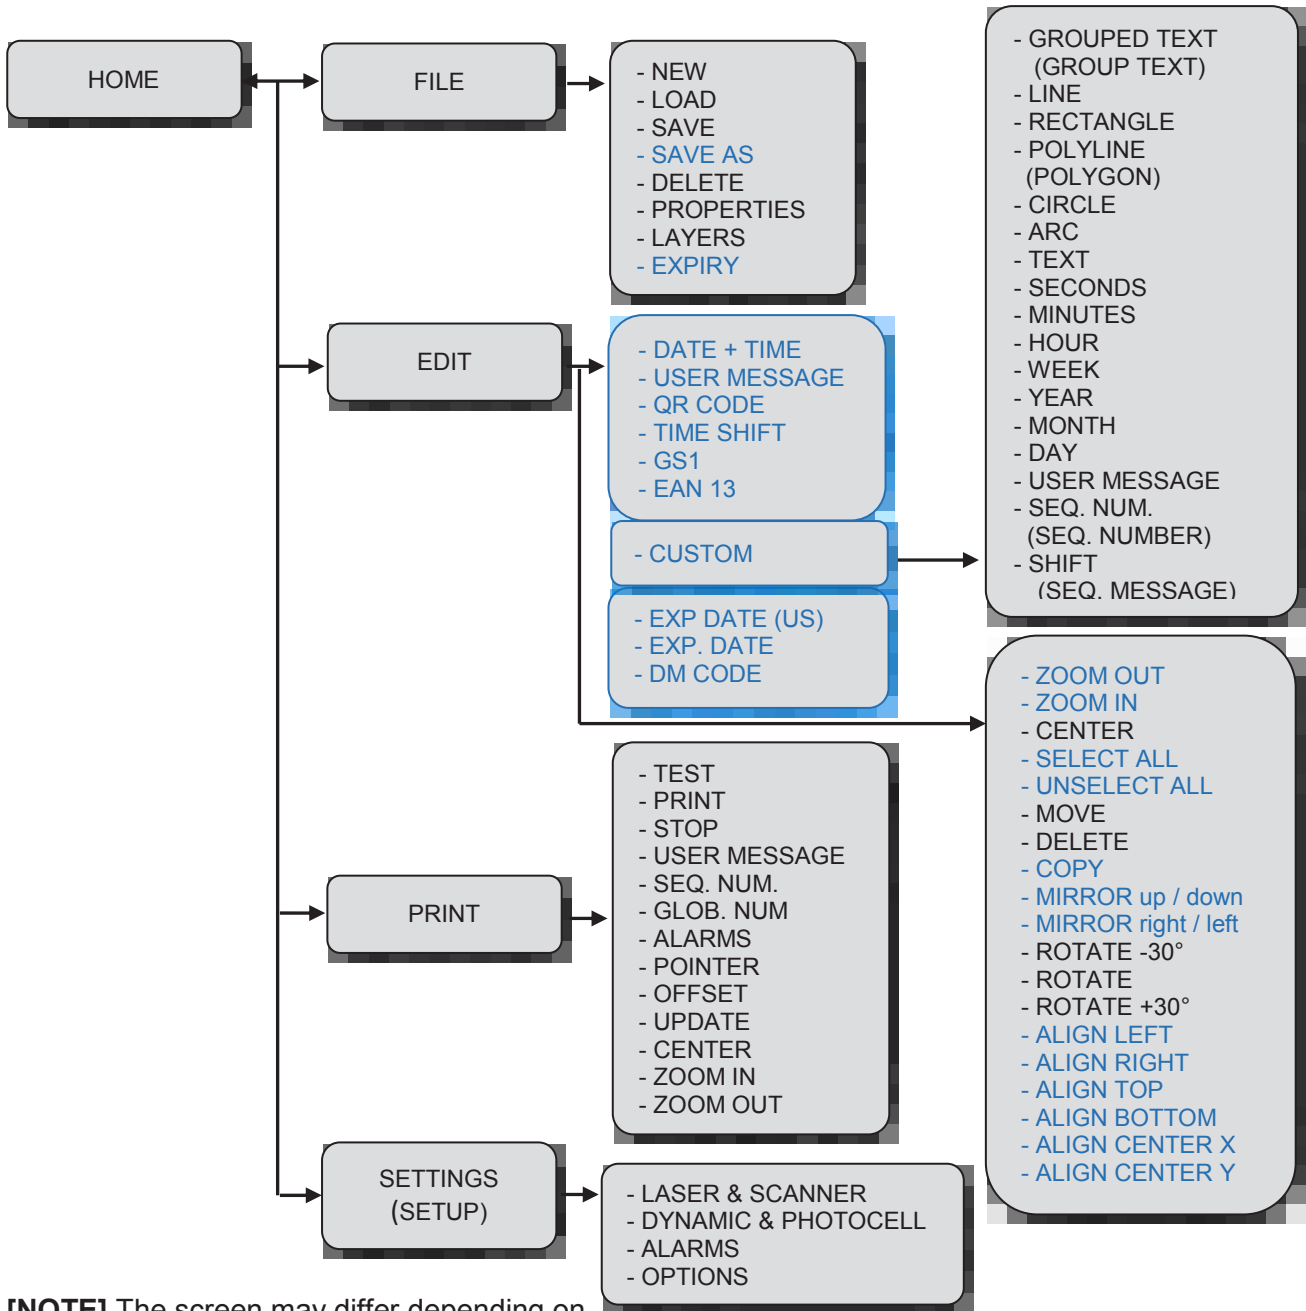 HOME
FILE
- NEW
- LOAD
- SAVE
- SAVE AS
- DELETE
- PROPERTIES
- LAYERS
- EXPIRY
- GROUPED TEXT
(GROUP TEXT)
- LINE
- RECTANGLE
- POLYLINE
(POLYGON)
- CIRCLE
- ARC
- TEXT
- SECONDS
- MINUTES
- HOUR
- WEEK
- YEAR
- MONTH
- DAY
- USER MESSAGE
- SEQ. NUM.
(SEQ. NUMBER)
- SHIFT
(SEQ. MESSAGE)
EDIT
- DATE + TIME
- USER MESSAGE
- QR CODE
- TIME SHIFT
- GS1
- EAN 13
- CUSTOM
- EXP DATE (US)
- EXP. DATE
- DM CODE
- ZOOM OUT
- ZOOM IN
- CENTER
- SELECT ALL
- UNSELECT ALL
- MOVE
- DELETE
- COPY
- MIRROR up / down
- MIRROR right / left
- ROTATE -30°
- ROTATE
- ROTATE +30°
- ALIGN LEFT
- ALIGN RIGHT
- ALIGN TOP
- ALIGN BOTTOM
- ALIGN CENTER X
- ALIGN CENTER Y
PRINT
- TEST
- PRINT
- STOP
- USER MESSAGE
- SEQ. NUM.
- GLOB. NUM
- ALARMS
- POINTER
- OFFSET
- UPDATE
- CENTER
- ZOOM IN
- ZOOM OUT
SETTINGS
(SETUP)
- LASER & SCANNER
- DYNAMIC & PHOTOCELL
- ALARMS
- OPTIONS
[NOTE] The screen may differ depending on